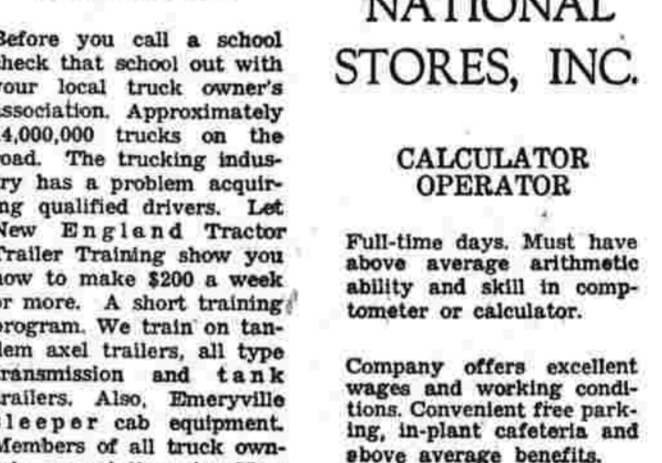 Before you call a school
check that school out with
your local truck owner's
association. Approximately
4,000,000 trucks on the
road. The trucking indus-
try has a problem acquir-
ing qualified drivers. Let
New England Tractor
Trailer Training show you
how to make $200 a week
or more. A short training
program. We train on tan-
dem axel trailers, all type
transmission and tank
trailers. Also, Emeryville
sleeper cab equipment.
Members of all truck own-
NATIONAL
STORES, INC.
CALCULATOR
OPERATOR
Full-time days. Must have
above average arithmetic
ability and skill in comp-
tometer or calculator.
Company offers excellent
wages and working condi-
tions. Convenient free park-
ing, in-plant cafeteria and
above average benefits.